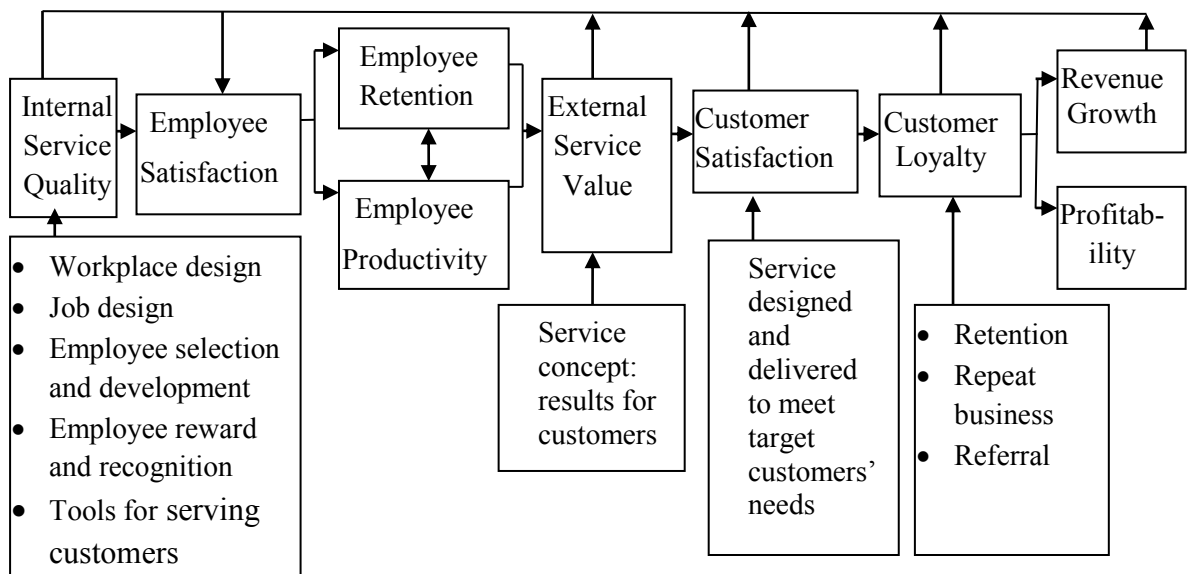 Internal
Service
Quality
Employee
Satisfaction
Employee
Retention
Employee
Productivity
External
Service
Value
Customer
Satisfaction
Customer
Loyalty
Revenue
Growth
Profitab-
ility
• Workplace design
• Job design
• Employee selection
and development
• Employee reward
and recognition
• Tools for serving
customers
Service
concept:
results for
customers
Service
designed
and
delivered
to meet
target
customers’
needs
• Retention
• Repeat
business
• Referral